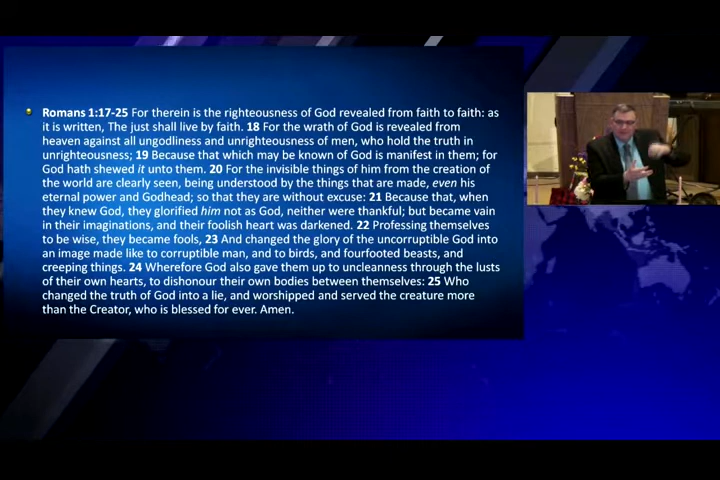 Romans 1:17-25 For therein is the righteousness of God revealed from faith to faith: as
it is written, The just shall live by faith. 18 For the wrath of God is revealed from
heaven against all ungodliness and unrighteousness of men, who hold the truth in
unrighteousness; 19 Because that which may be known of God is manifest in them; for
God hath shewed it unto them. 20 For the invisible things of him from the creation of
the world are clearly seen, being understood by the things that are made, even his
eternal power and Godhead; so that they are without excuse: 21 Because that, when
they knew God, they glorified him not as God, neither were thankful; but became vain
in their imaginations, and their foolish heart was darkened. 22 Professing themselves
to be wise, they became fools, 23 And changed the glory of the uncorruptible God into
an image made like to corruptible man, and to birds, and fourfooted beasts, and
creeping things. 24 Wherefore God also gave them up to uncleanness through the lusts
of their own hearts, to dishonour their own bodies between themselves: 25 Who
changed the truth of God into a lie, and worshipped and served the creature more
than the Creator, who is blessed for ever. Amen.